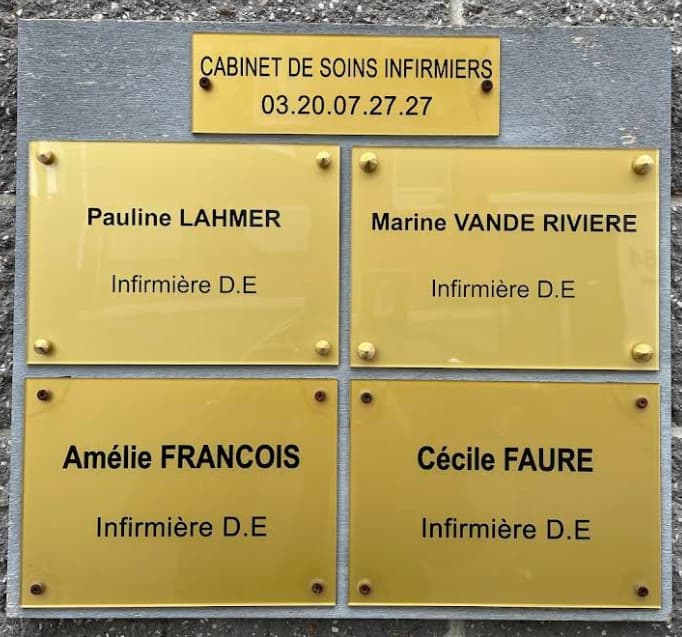 CABINET DE SOINS INFIRMIERS
03.20.07.27.27
Pauline LAHMER
Infirmière D.E
Marine VANDE RIVIERE
Infirmière D.E
Amélie FRANCOIS
Infirmière D.E
Cécile FAURE
Infirmière D.E